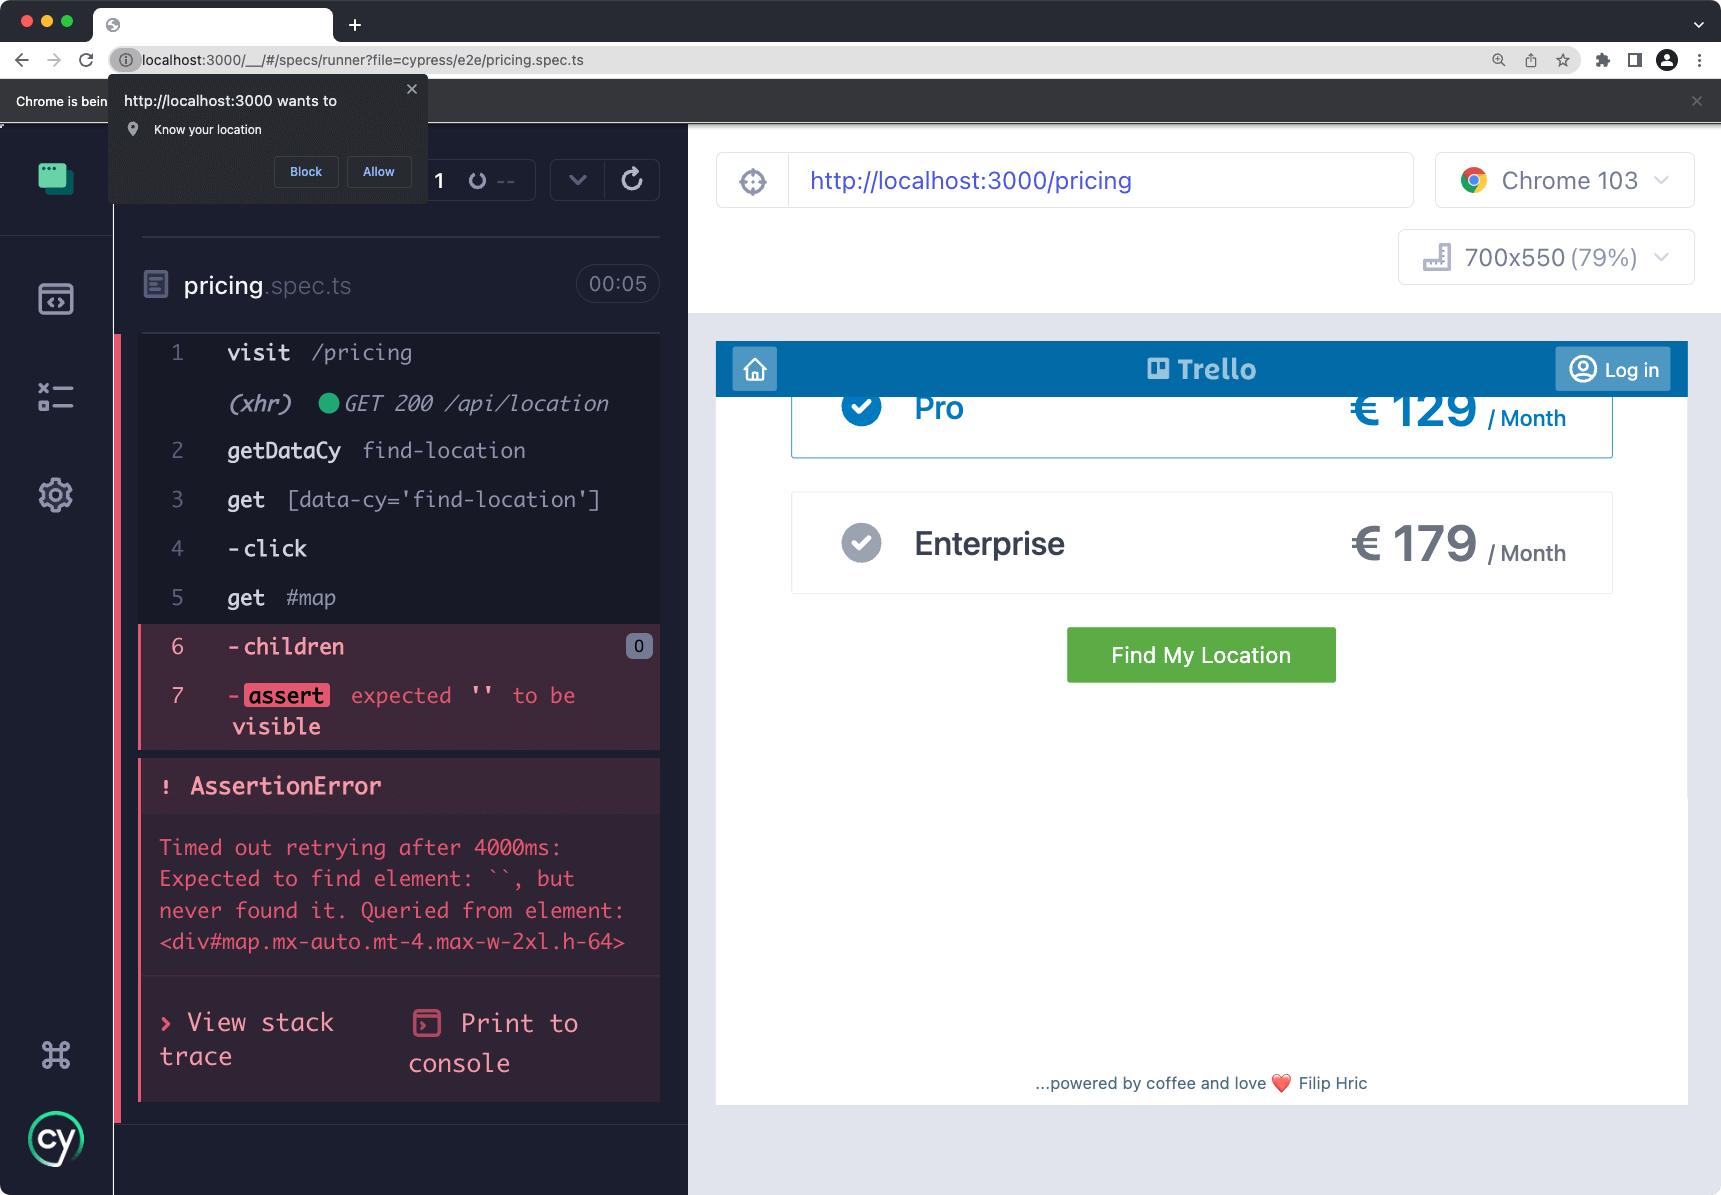 localhost:3000/__/#/specs/runner?file=cypress/e2e/pricing.spec.ts
Chrome is bein
http://localhost:3000 wants to
Know your location
Block
Allow
1
--
http://localhost:3000/pricing
Chrome 103
700x550 (79%)
pricing.spec.ts
00:05
1 visit /pricing
(xhr) GET 200 /api/location
2 getDataCy find-location
3 get [data-cy='find-location']
4 -click
5 get #map
6 -children 0
7 -assert expected '' to be
visible
! AssertionError
Timed out retrying after 4000ms:
Expected to find element: ``, but
never found it. Queried from element:
<div#map.mx-auto.mt-4.max-w-2xl.h-64>
View stack
trace
Print to
console
cy
Trello
Log in
Pro
€ 129 / Month
Enterprise
€ 179 / Month
Find My Location
...powered by coffee and love ❤️ Filip Hric